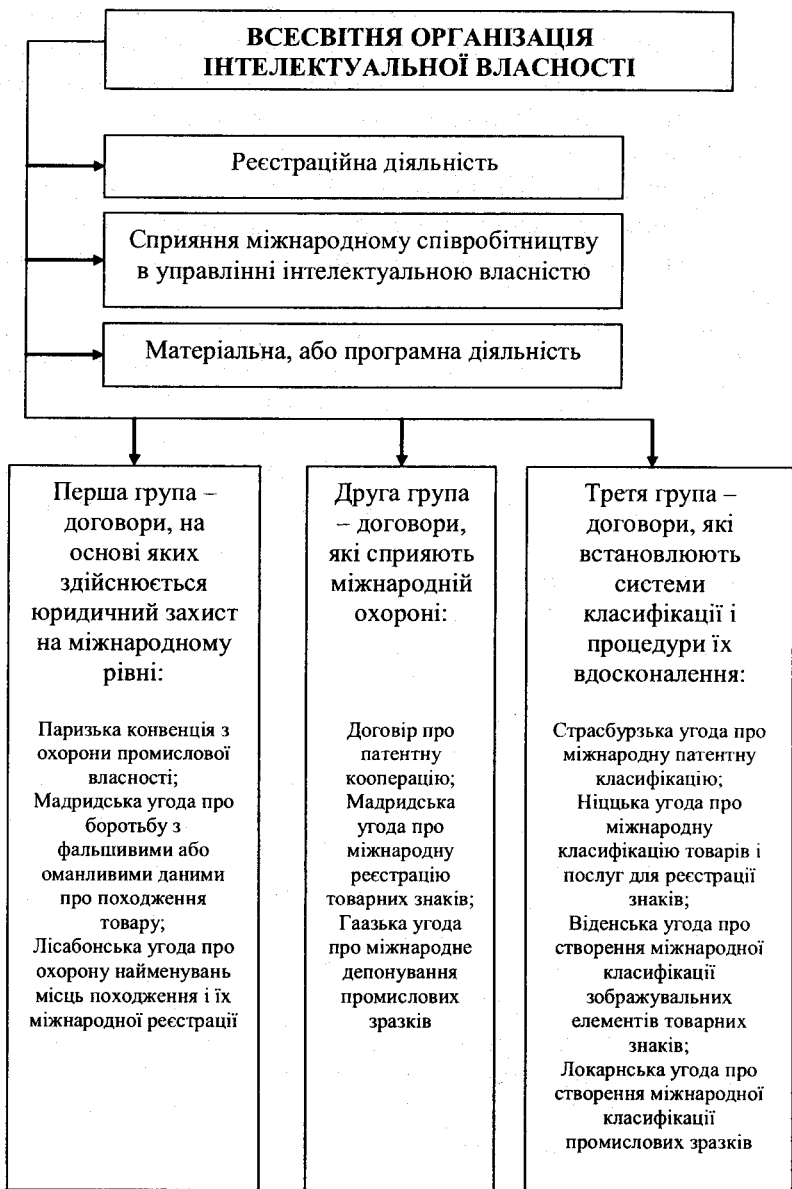 ВСЕСВІТНЯ ОРГАНІЗАЦІЯ
ІНТЕЛЕКТУАЛЬНОЇ ВЛАСНОСТІ
Реєстраційна діяльність
Сприяння міжнародному співробітництву
в управлінні інтелектуальною власністю
Матеріальна, або програмна діяльність
Перша група –
договори, на
основі яких
здійснюється
юридичний захист
на міжнародному
рівні:
Паризька конвенція з
охорони промислової
власності;
Мадридська угода про
боротьбу з
фальшивими або
оманливими даними
про походження
товару;
Лісабонська угода про
охорону найменувань
місць походження і їх
міжнародної реєстрації
Друга група
– договори,
які сприяють
міжнародній
охороні:
Договір про
патентну
кооперацію;
Мадридська
угода про
міжнародну
реєстрацію
товарних знаків;
Гаазька угода
про міжнародне
депонування
промислових
зразків
Третя група –
договори, які
встановлюють
системи
класифікації і
процедури їх
вдосконалення:
Страсбурзька угода про
міжнародну патентну
класифікацію;
Ніццька угода про
міжнародну
класифікацію товарів і
послуг для реєстрації
знаків;
Віденська угода про
створення міжнародної
класифікації
зображувальних
елементів товарних
знаків;
Локарнська угода про
створення міжнародної
класифікації
промислових зразків